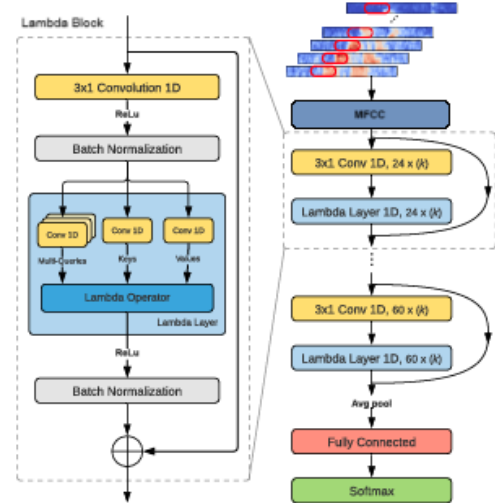 Lambda Block
3x1 Convolution 1D
ReLu
Batch Normalization
Conv 1D
Conv 1D
Conv 1D
Multi-Queries
Keys
Values
Lambda Operator
Lambda Layer
ReLu
Batch Normalization
MFCC
3x1 Conv 1D, 24 x (k)
Lambda Layer 1D, 24 x (k)
3x1 Conv 1D, 60 x (k)
Lambda Layer 1D, 60 x (k)
Avg pool
Fully Connected
Softmax